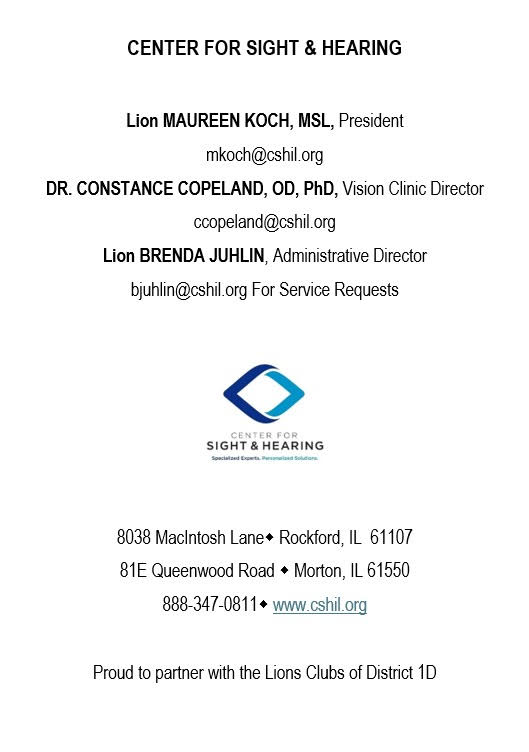 CENTER FOR SIGHT & HEARING
Lion MAUREEN KOCH, MSL, President
mkoch@cshil.org
DR. CONSTANCE COPELAND, OD, PhD, Vision Clinic Director
ccopeland@cshil.org
Lion BRENDA JUHLIN, Administrative Director
bjuhlin@cshil.org For Service Requests
CENTER FOR
SIGHT & HEARING
Specialized Experts. Personalized Solutions.
8038 MacIntosh Lane◆ Rockford, IL  61107
81E Queenwood Road ◆ Morton, IL 61550
888-347-0811◆ www.cshil.org
Proud to partner with the Lions Clubs of District 1D